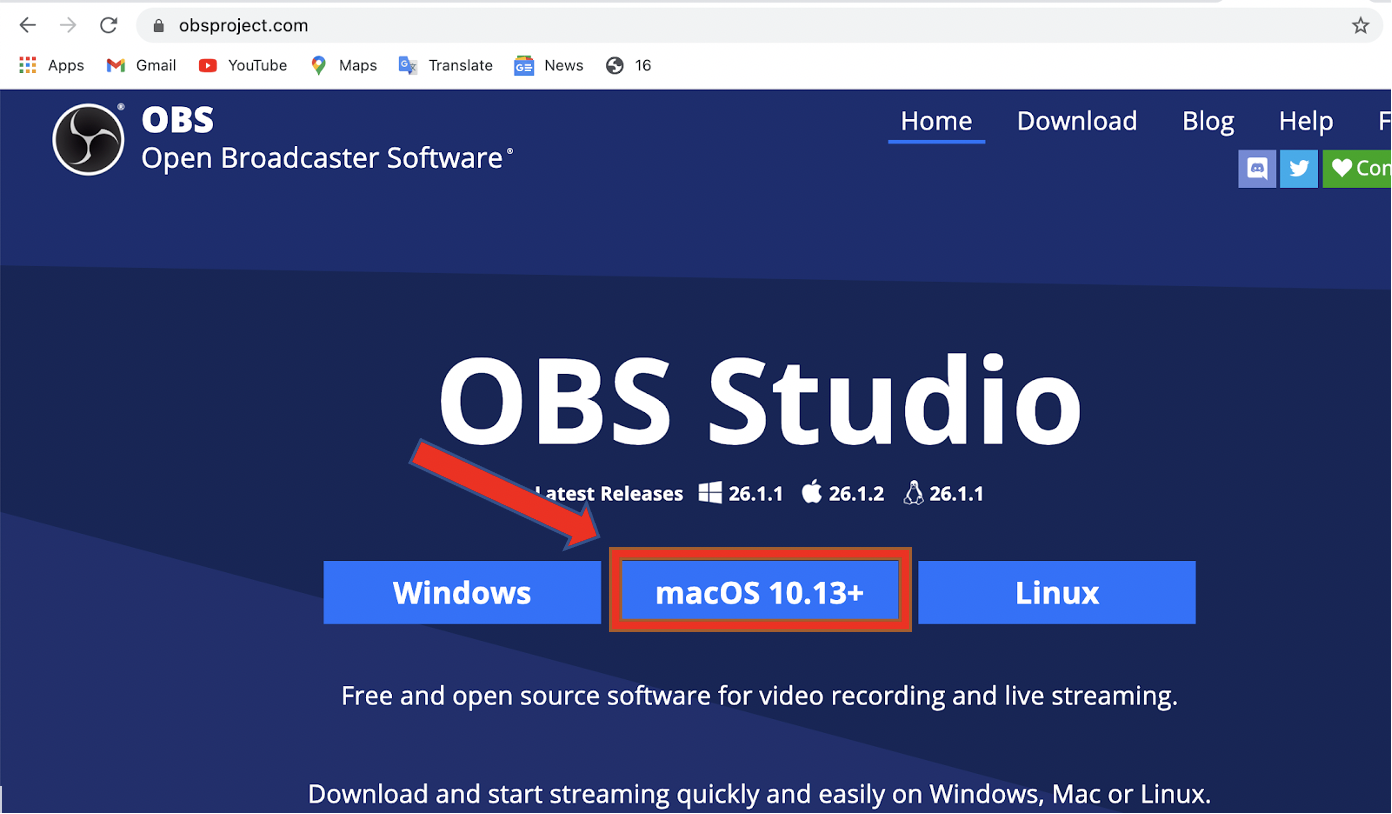 obsproject.com
Apps Gmail YouTube Maps Translate News 16
OBS
Open Broadcaster Software
Home Download Blog Help
OBS Studio
Latest Releases 26.1.1 26.1.2 26.1.1
Windows macOS 10.13+ Linux
Free and open source software for video recording and live streaming.
Download and start streaming quickly and easily on Windows, Mac or Linux.